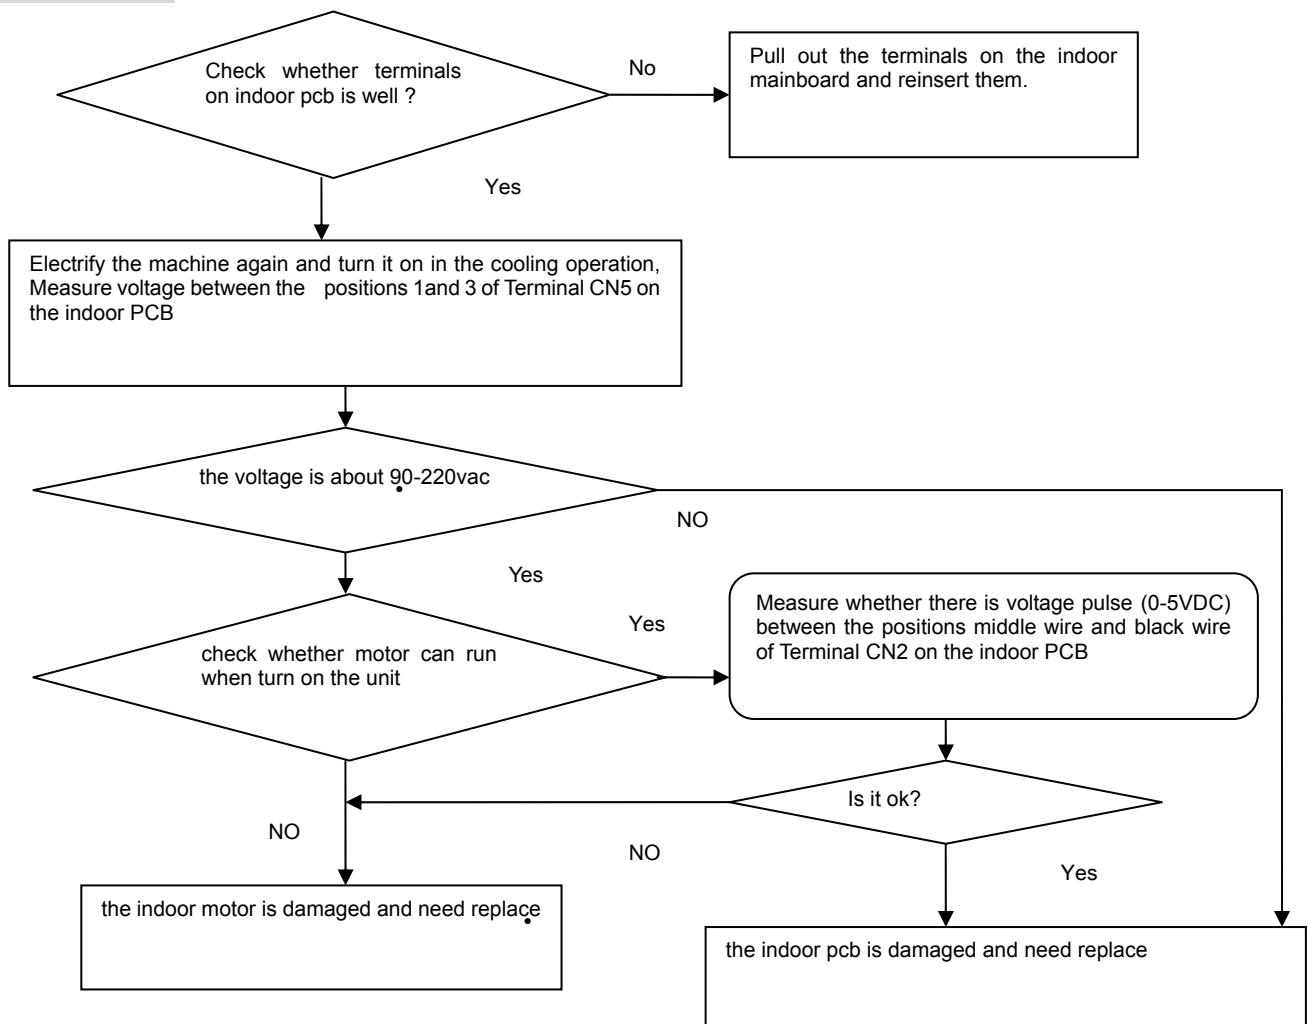 Check whether terminals
on indoor pcb is well ?
No
Pull out the terminals on the indoor
mainboard and reinsert them.
Yes
Electrify the machine again and turn it on in the cooling operation,
Measure voltage between the positions 1and 3 of Terminal CN5 on
the indoor PCB
the voltage is about 90-220vac
NO
Yes
check whether motor can run
when turn on the unit
Yes
Measure whether there is voltage pulse (0-5VDC)
between the positions middle wire and black wire
of Terminal CN2 on the indoor PCB
Is it ok?
NO
NO
Yes
the indoor motor is damaged and need replace
the indoor pcb is damaged and need replace